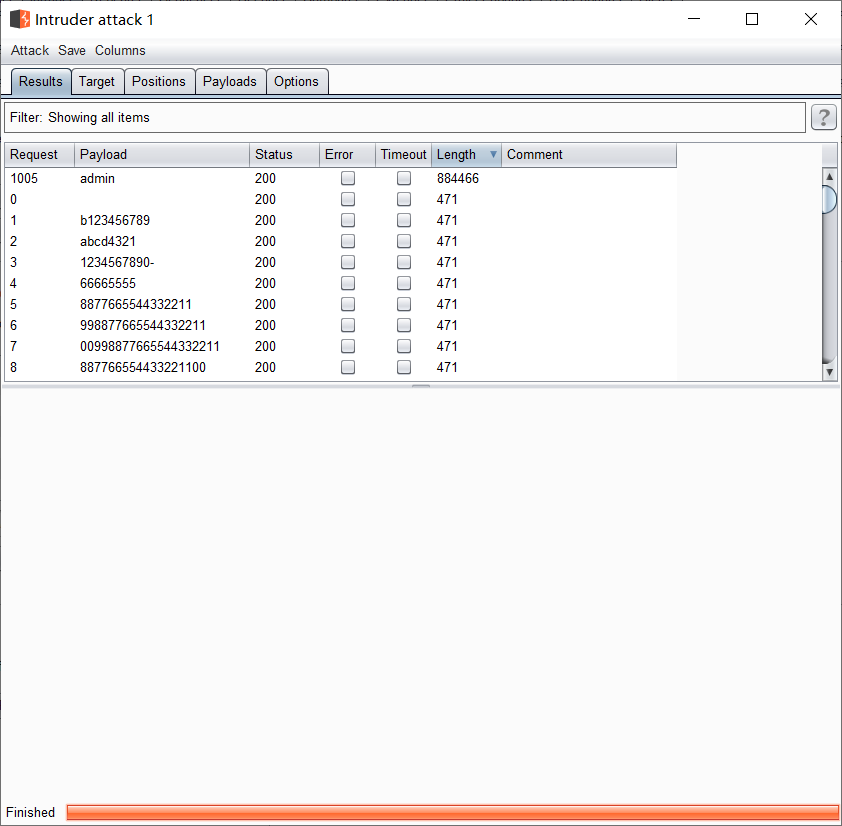 Intruder attack 1
Attack Save Columns
Results Target Positions Payloads Options
Filter: Showing all items ?
Request Payload Status Error Timeout Length Comment
1005 admin 200 884466
0 200 471
1 b123456789 200 471
2 abcd4321 200 471
3 1234567890- 200 471
4 66665555 200 471
5 8877665544332211 200 471
6 998877665544332211 200 471
7 00998877665544332211 200 471
8 887766554433221100 200 471
Finished